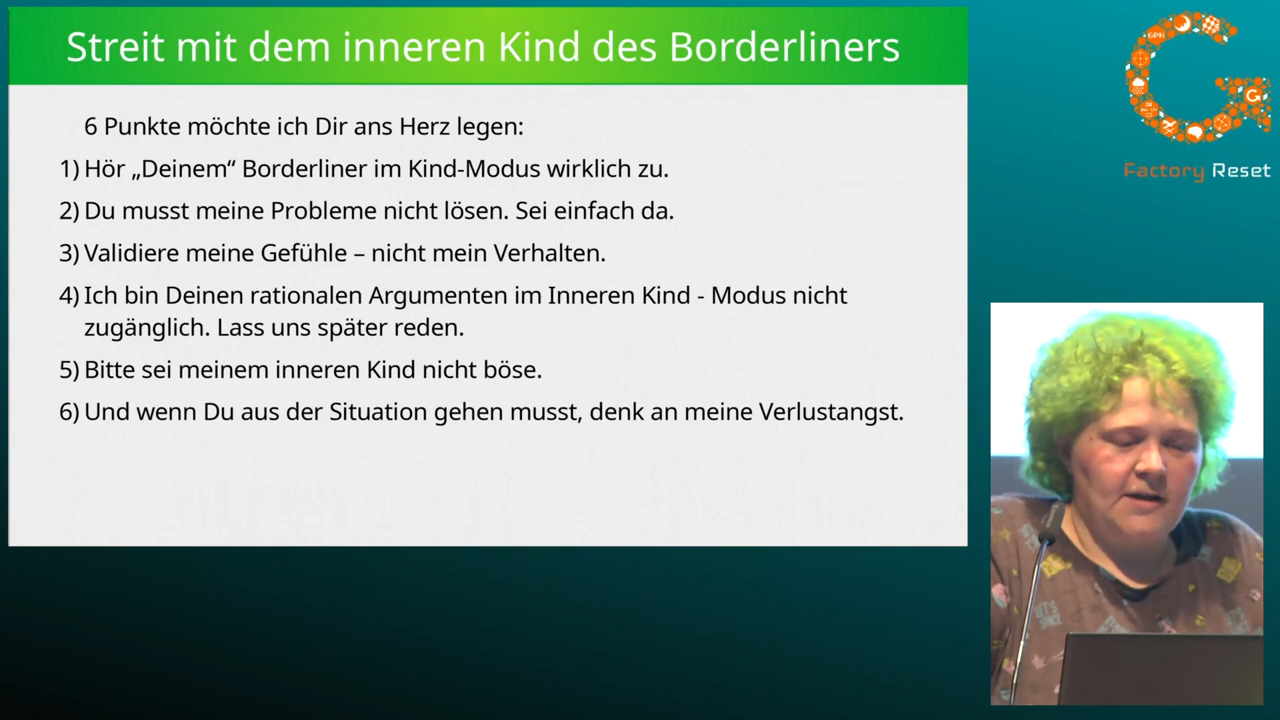 Streit mit dem inneren Kind des Borderliners
6 Punkte möchte ich Dir ans Herz legen:
1) Hör „Deinem“ Borderliner im Kind-Modus wirklich zu.
2) Du musst meine Probleme nicht lösen. Sei einfach da.
3) Validiere meine Gefühle – nicht mein Verhalten.
4) Ich bin Deinen rationalen Argumenten im Inneren Kind - Modus nicht
zugänglich. Lass uns später reden.
5) Bitte sei meinem inneren Kind nicht böse.
6) Und wenn Du aus der Situation gehen musst, denk an meine Verlustangst.
GPN
G
Factory Reset